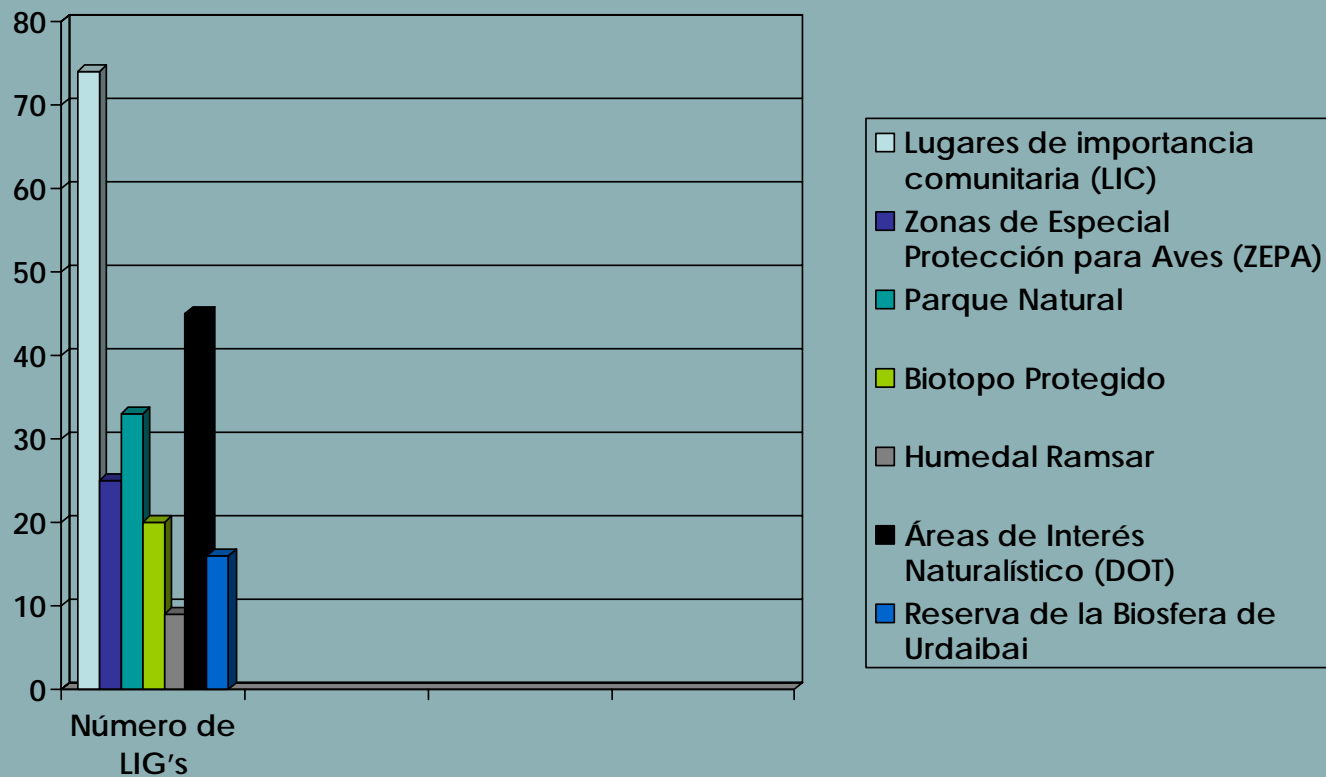 80
70
60
50
40
30
20
10
0
Número de
LIG's
Lugares de importancia
comunitaria (LIC)
Zonas de Especial
Protección para Aves (ZEPA)
Parque Natural
Biotopo Protegido
Humedal Ramsar
Áreas de Interés
Naturalístico (DOT)
Reserva de la Biosfera de
Urdaibai